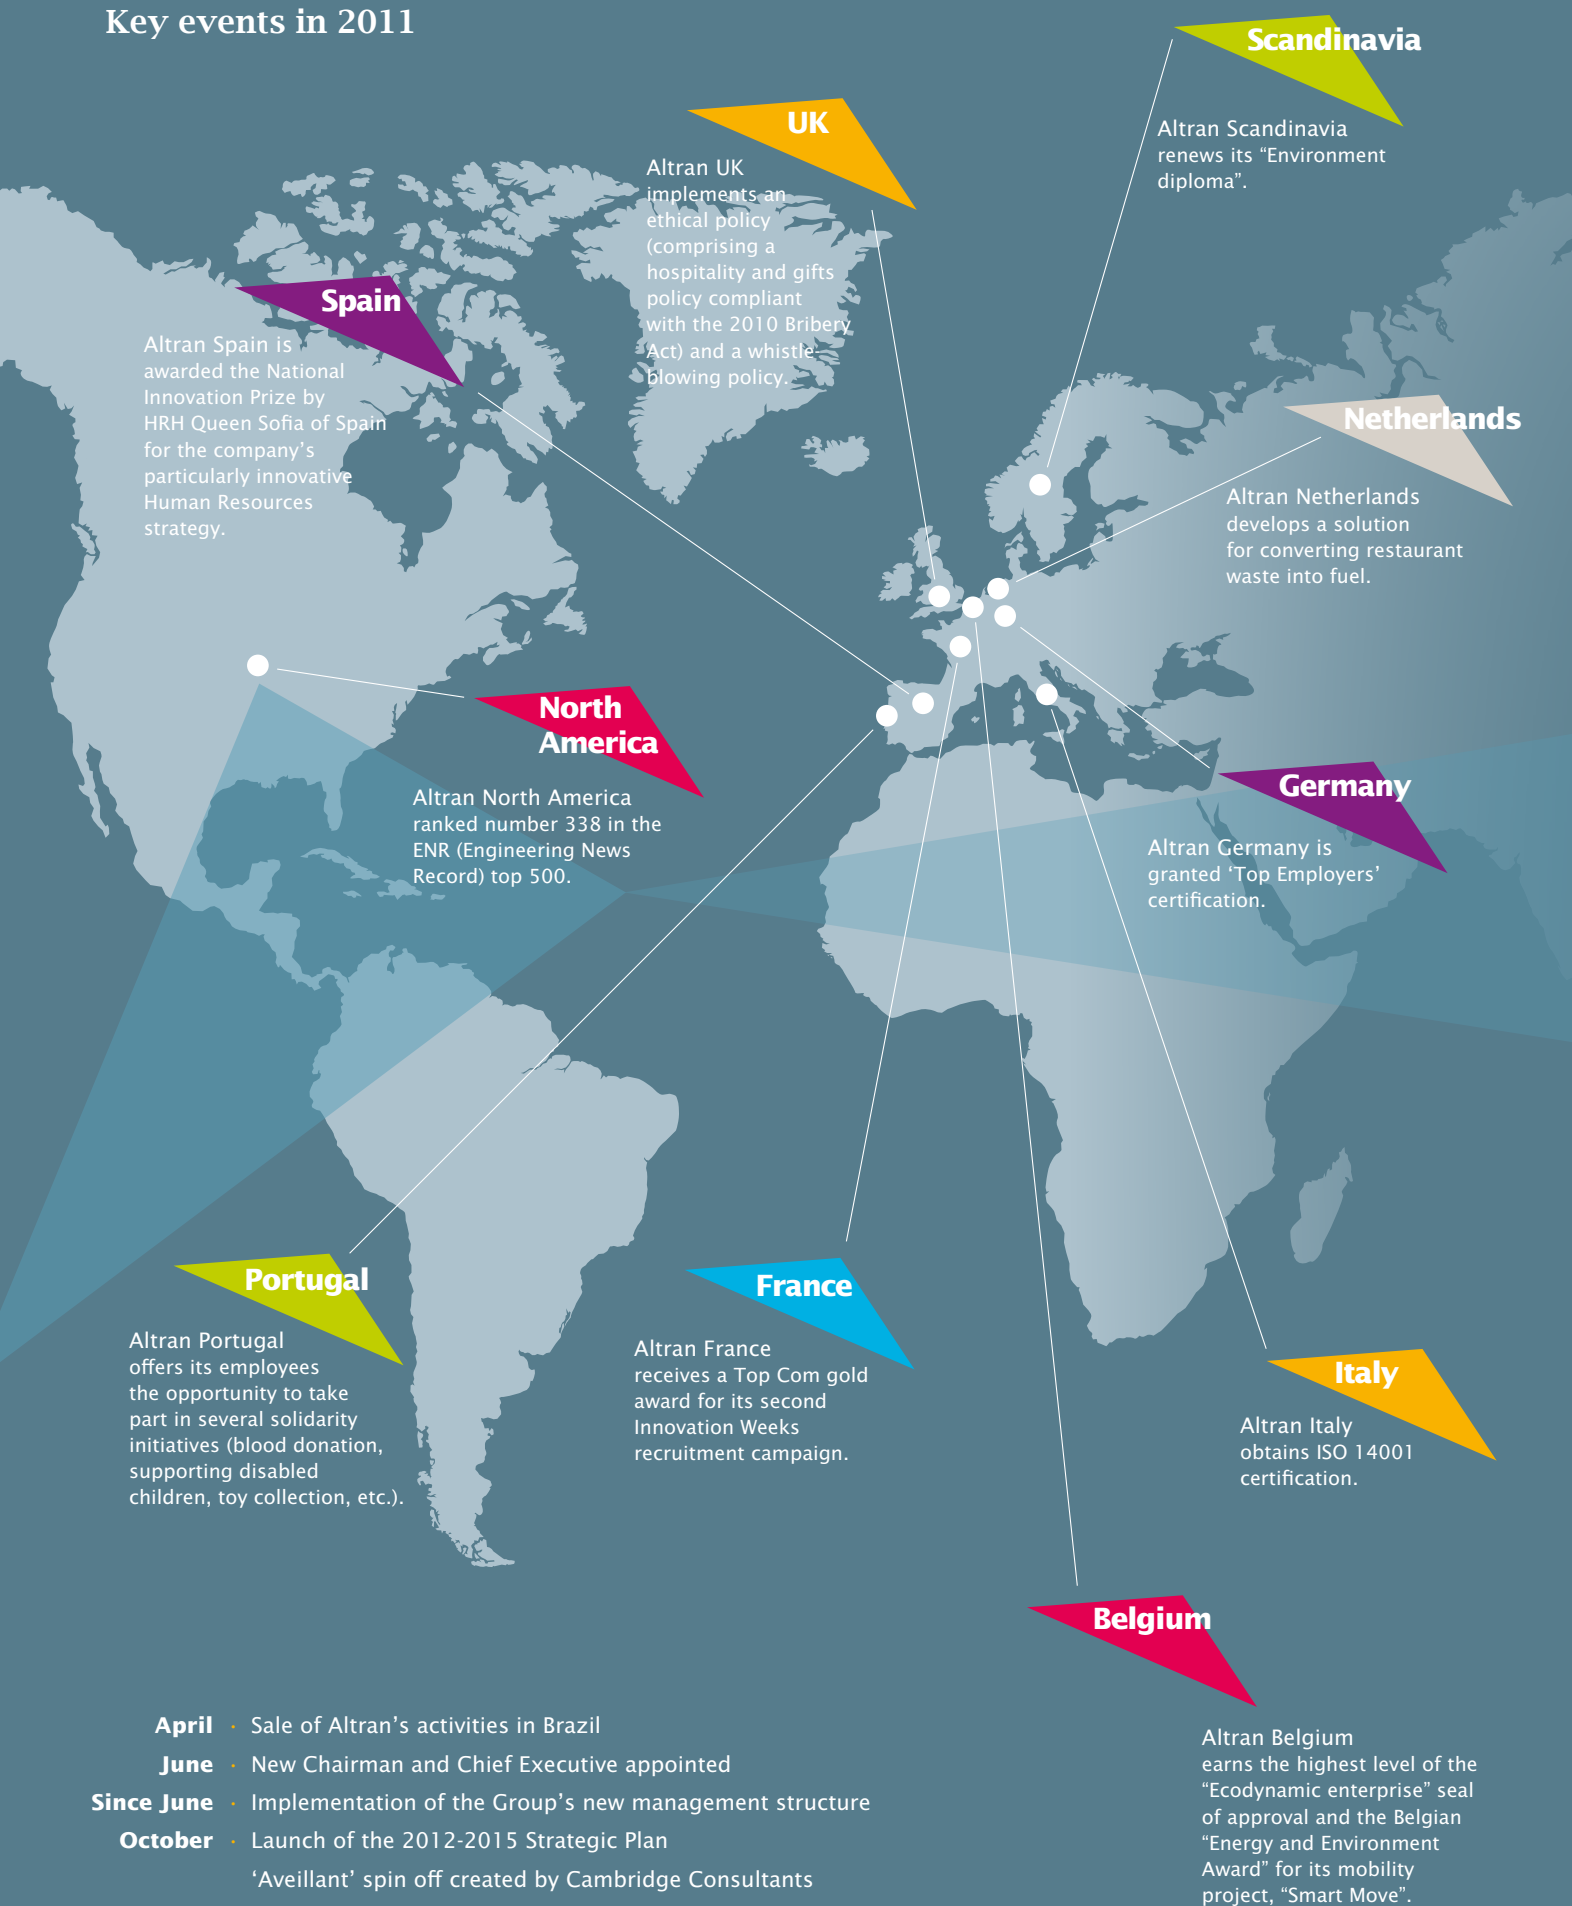 Key events in 2011
Scandinavia
Altran Scandinavia
renews its “Environment
diploma”.
UK
Altran UK
implements an
ethical policy
(comprising a
hospitality and gifts
policy compliant
with the 2010 Bribery
Act) and a whistle-
blowing policy.
Spain
Altran Spain is
awarded the National
Innovation Prize by
HRH Queen Sofia of Spain
for the company’s
particularly innovative
Human Resources
strategy.
Netherlands
Altran Netherlands
develops a solution
for converting restaurant
waste into fuel.
North
America
Altran North America
ranked number 338 in the
ENR (Engineering News
Record) top 500.
Germany
Altran Germany is
granted ‘Top Employers’
certification.
Portugal
Altran Portugal
offers its employees
the opportunity to take
part in several solidarity
initiatives (blood donation,
supporting disabled
children, toy collection, etc.).
France
Altran France
receives a Top Com gold
award for its second
Innovation Weeks
recruitment campaign.
Italy
Altran Italy
obtains ISO 14001
certification.
Belgium
Altran Belgium
earns the highest level of the
“Ecodynamic enterprise” seal
of approval and the Belgian
“Energy and Environment
Award” for its mobility
project, “Smart Move”.
April · Sale of Altran’s activities in Brazil
June · New Chairman and Chief Executive appointed
Since June · Implementation of the Group’s new management structure
October · Launch of the 2012-2015 Strategic Plan
‘Aveillant’ spin off created by Cambridge Consultants